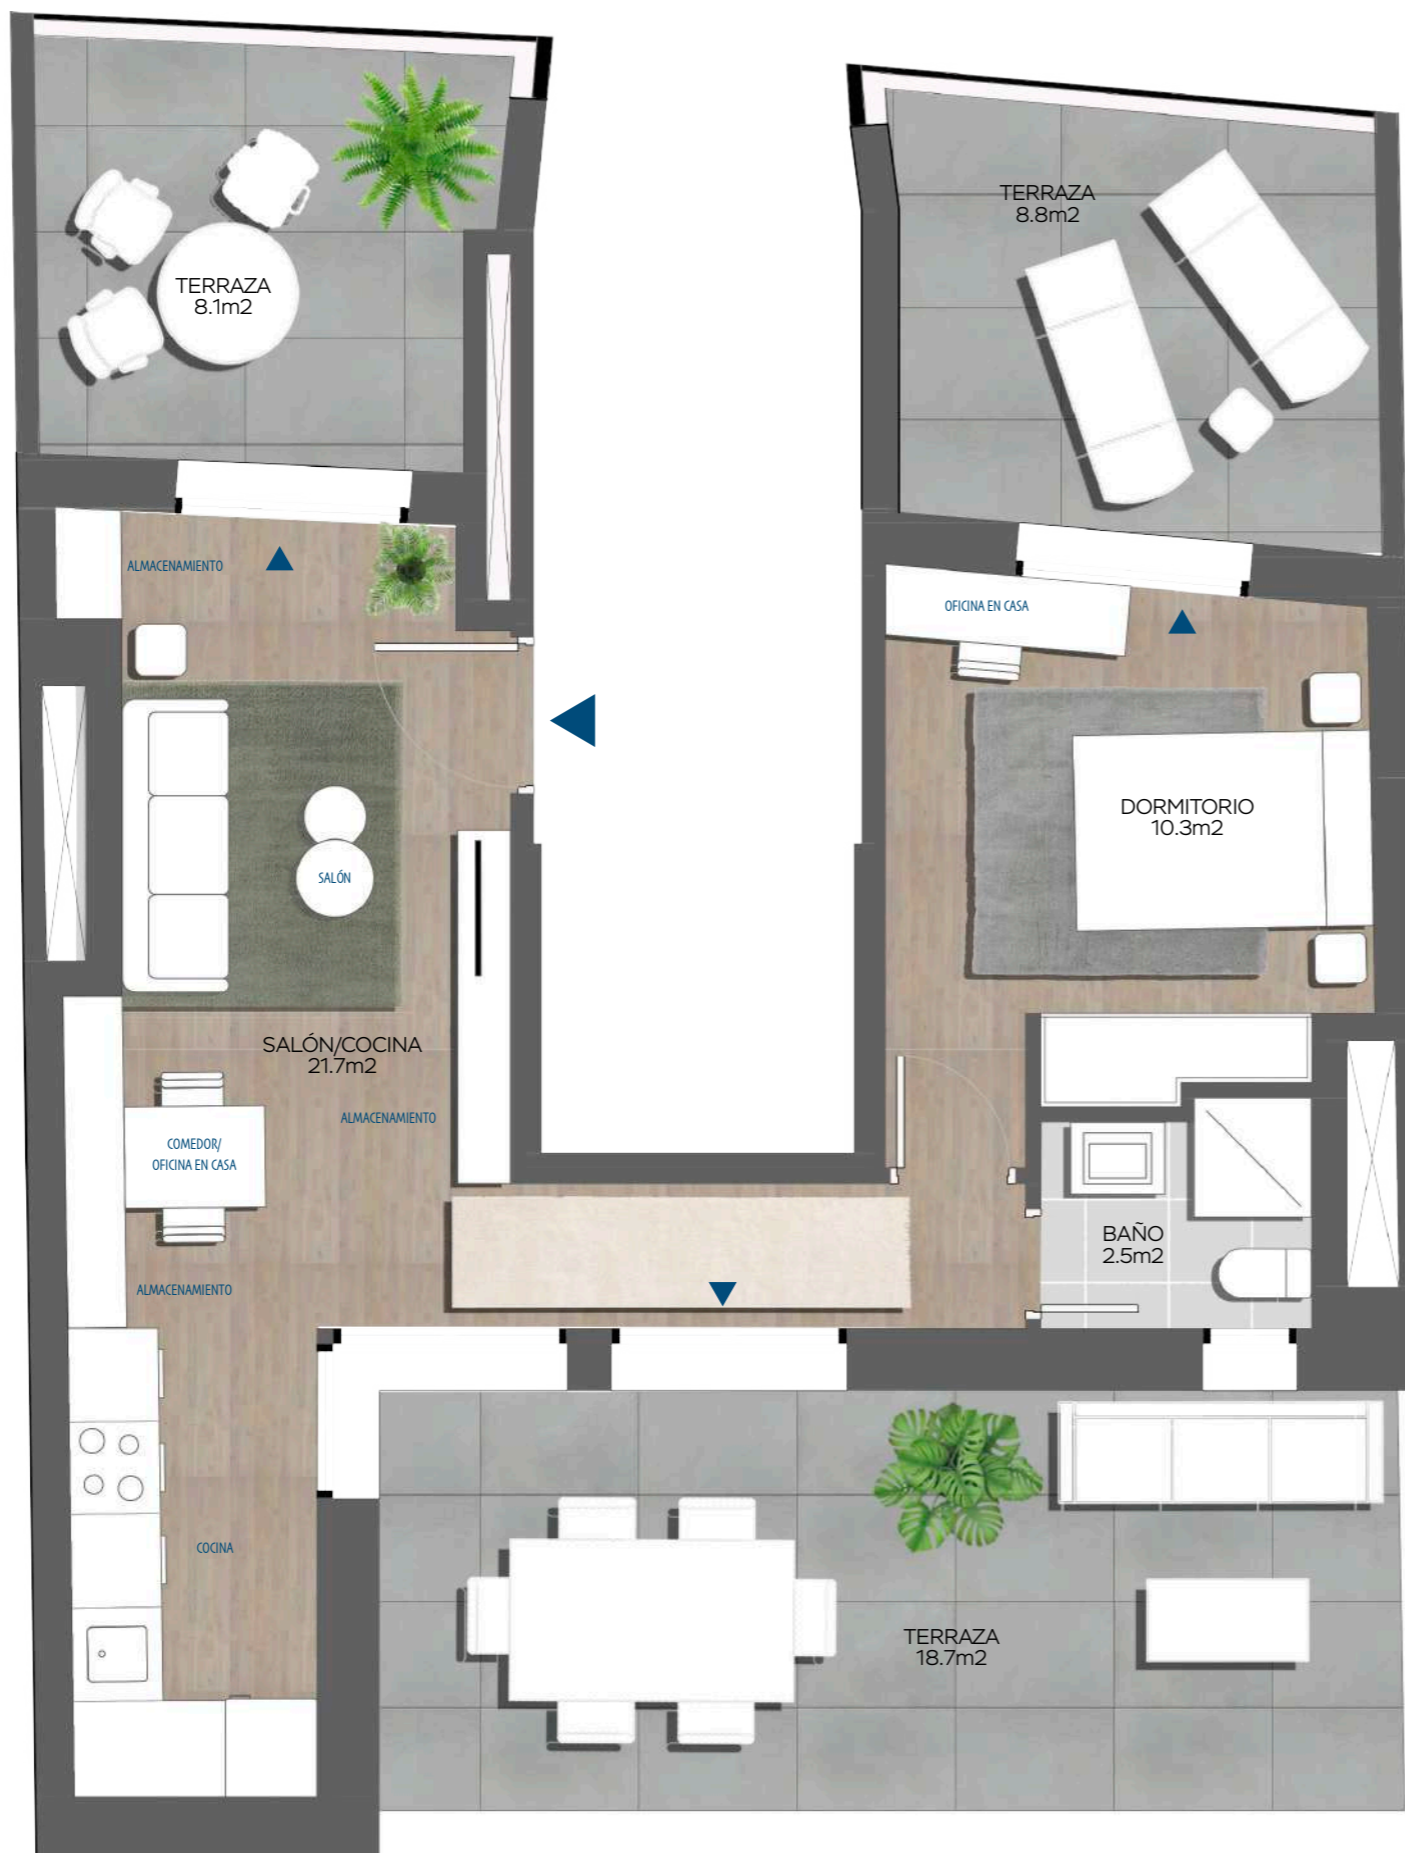 TERRAZA
8.1m2
TERRAZA
8.8m2
ALMACENAMIENTO
OFICINA EN CASA
SALÓN
DORMITORIO
10.3m2
SALÓN/COCINA
21.7m2
ALMACENAMIENTO
COMEDOR/
OFICINA EN CASA
BAÑO
2.5m2
ALMACENAMIENTO
COCINA
TERRAZA
18.7m2